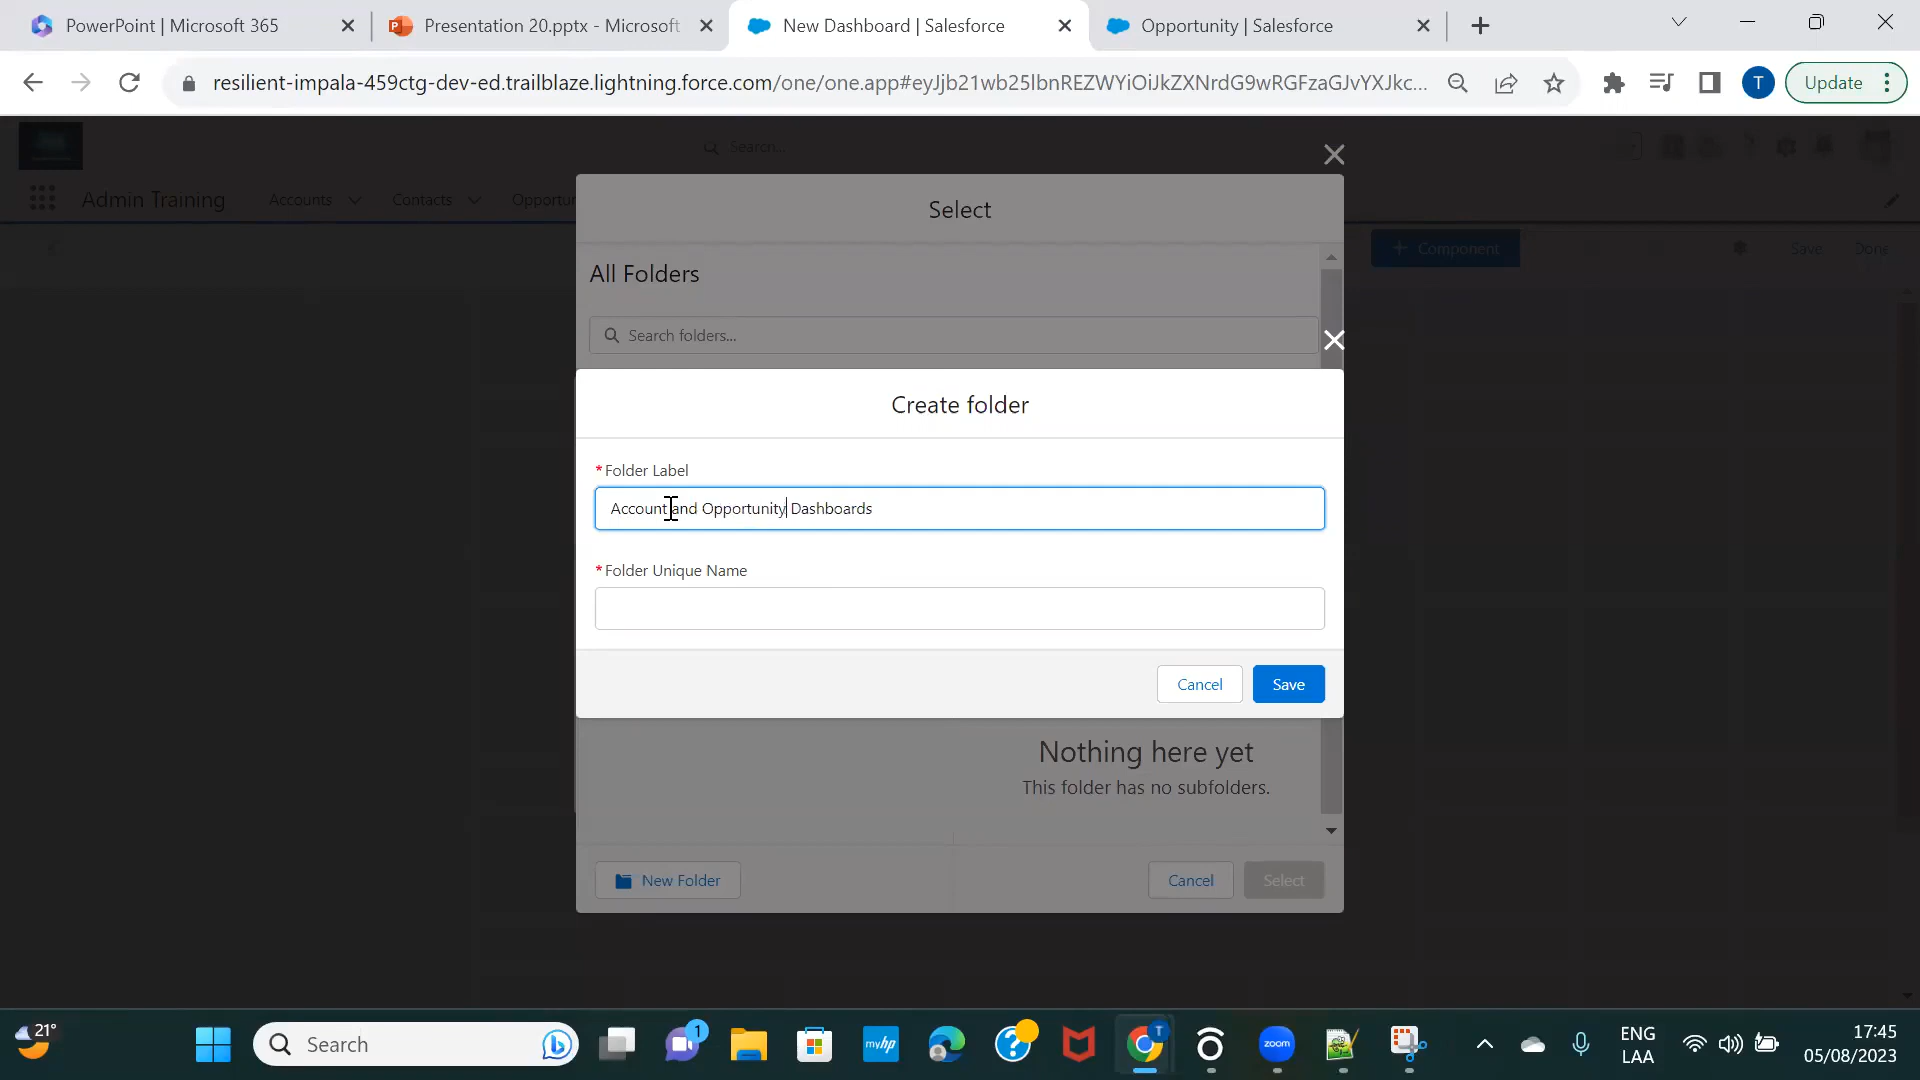 PowerPoint | Microsoft 365
Presentation 20.pptx - Microsoft
New Dashboard | Salesforce
Opportunity | Salesforce
resilient-impala-459ctg-dev-ed.trailblaze.lightning.force.com/one/one.app#eyJjb21wb25lbnREZWYiOiJkZXNrdG9wRGFzaGJvYXJkc...
T
Update
Search...
Admin Training
Accounts
Contacts
Opportun
Select
+ Component
Save
Done
All Folders
Search folders...
Create folder
*Folder Label
Account and Opportunity Dashboards
*Folder Unique Name
Cancel
Save
Nothing here yet
This folder has no subfolders.
New Folder
Cancel
Select
21°
Search
1
myhp
T
zoom
ENG
LAA
17:45
05/08/2023